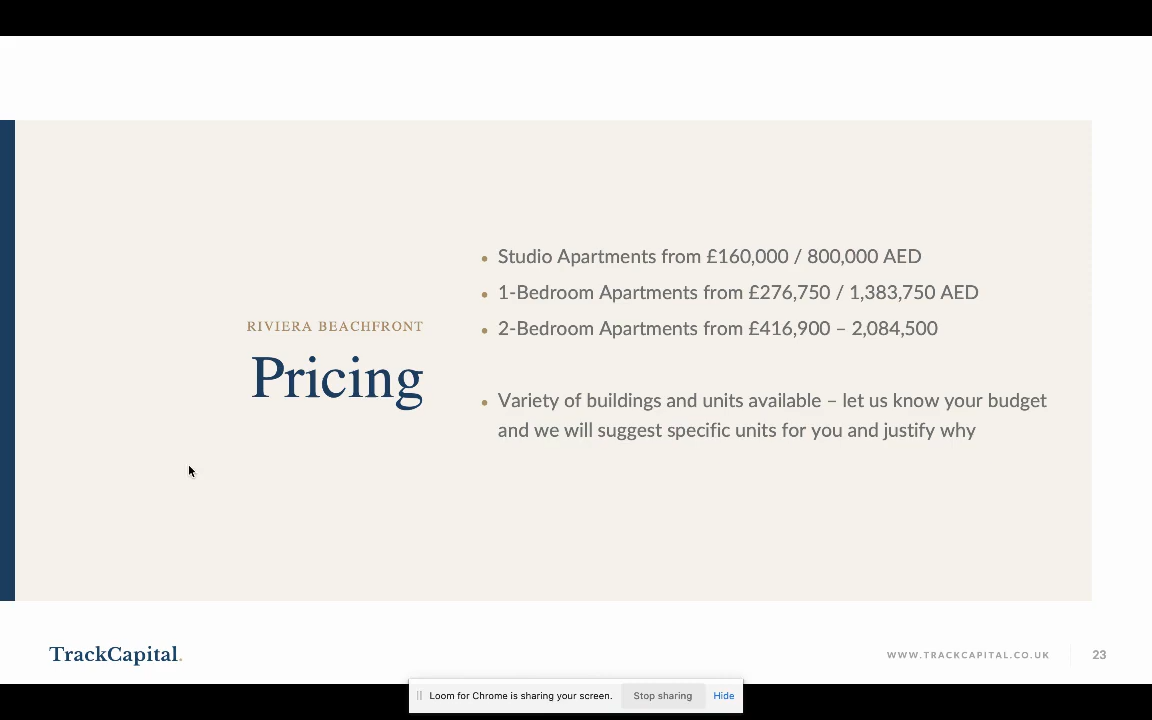 RIVIERA BEACHFRONT
Pricing
• Studio Apartments from £160,000 / 800,000 AED
• 1-Bedroom Apartments from £276,750 / 1,383,750 AED
• 2-Bedroom Apartments from £416,900 – 2,084,500
• Variety of buildings and units available – let us know your budget
and we will suggest specific units for you and justify why
TrackCapital.
WWW.TRACKCAPITAL.CO.UK
23
Loom for Chrome is sharing your screen.
Stop sharing
Hide